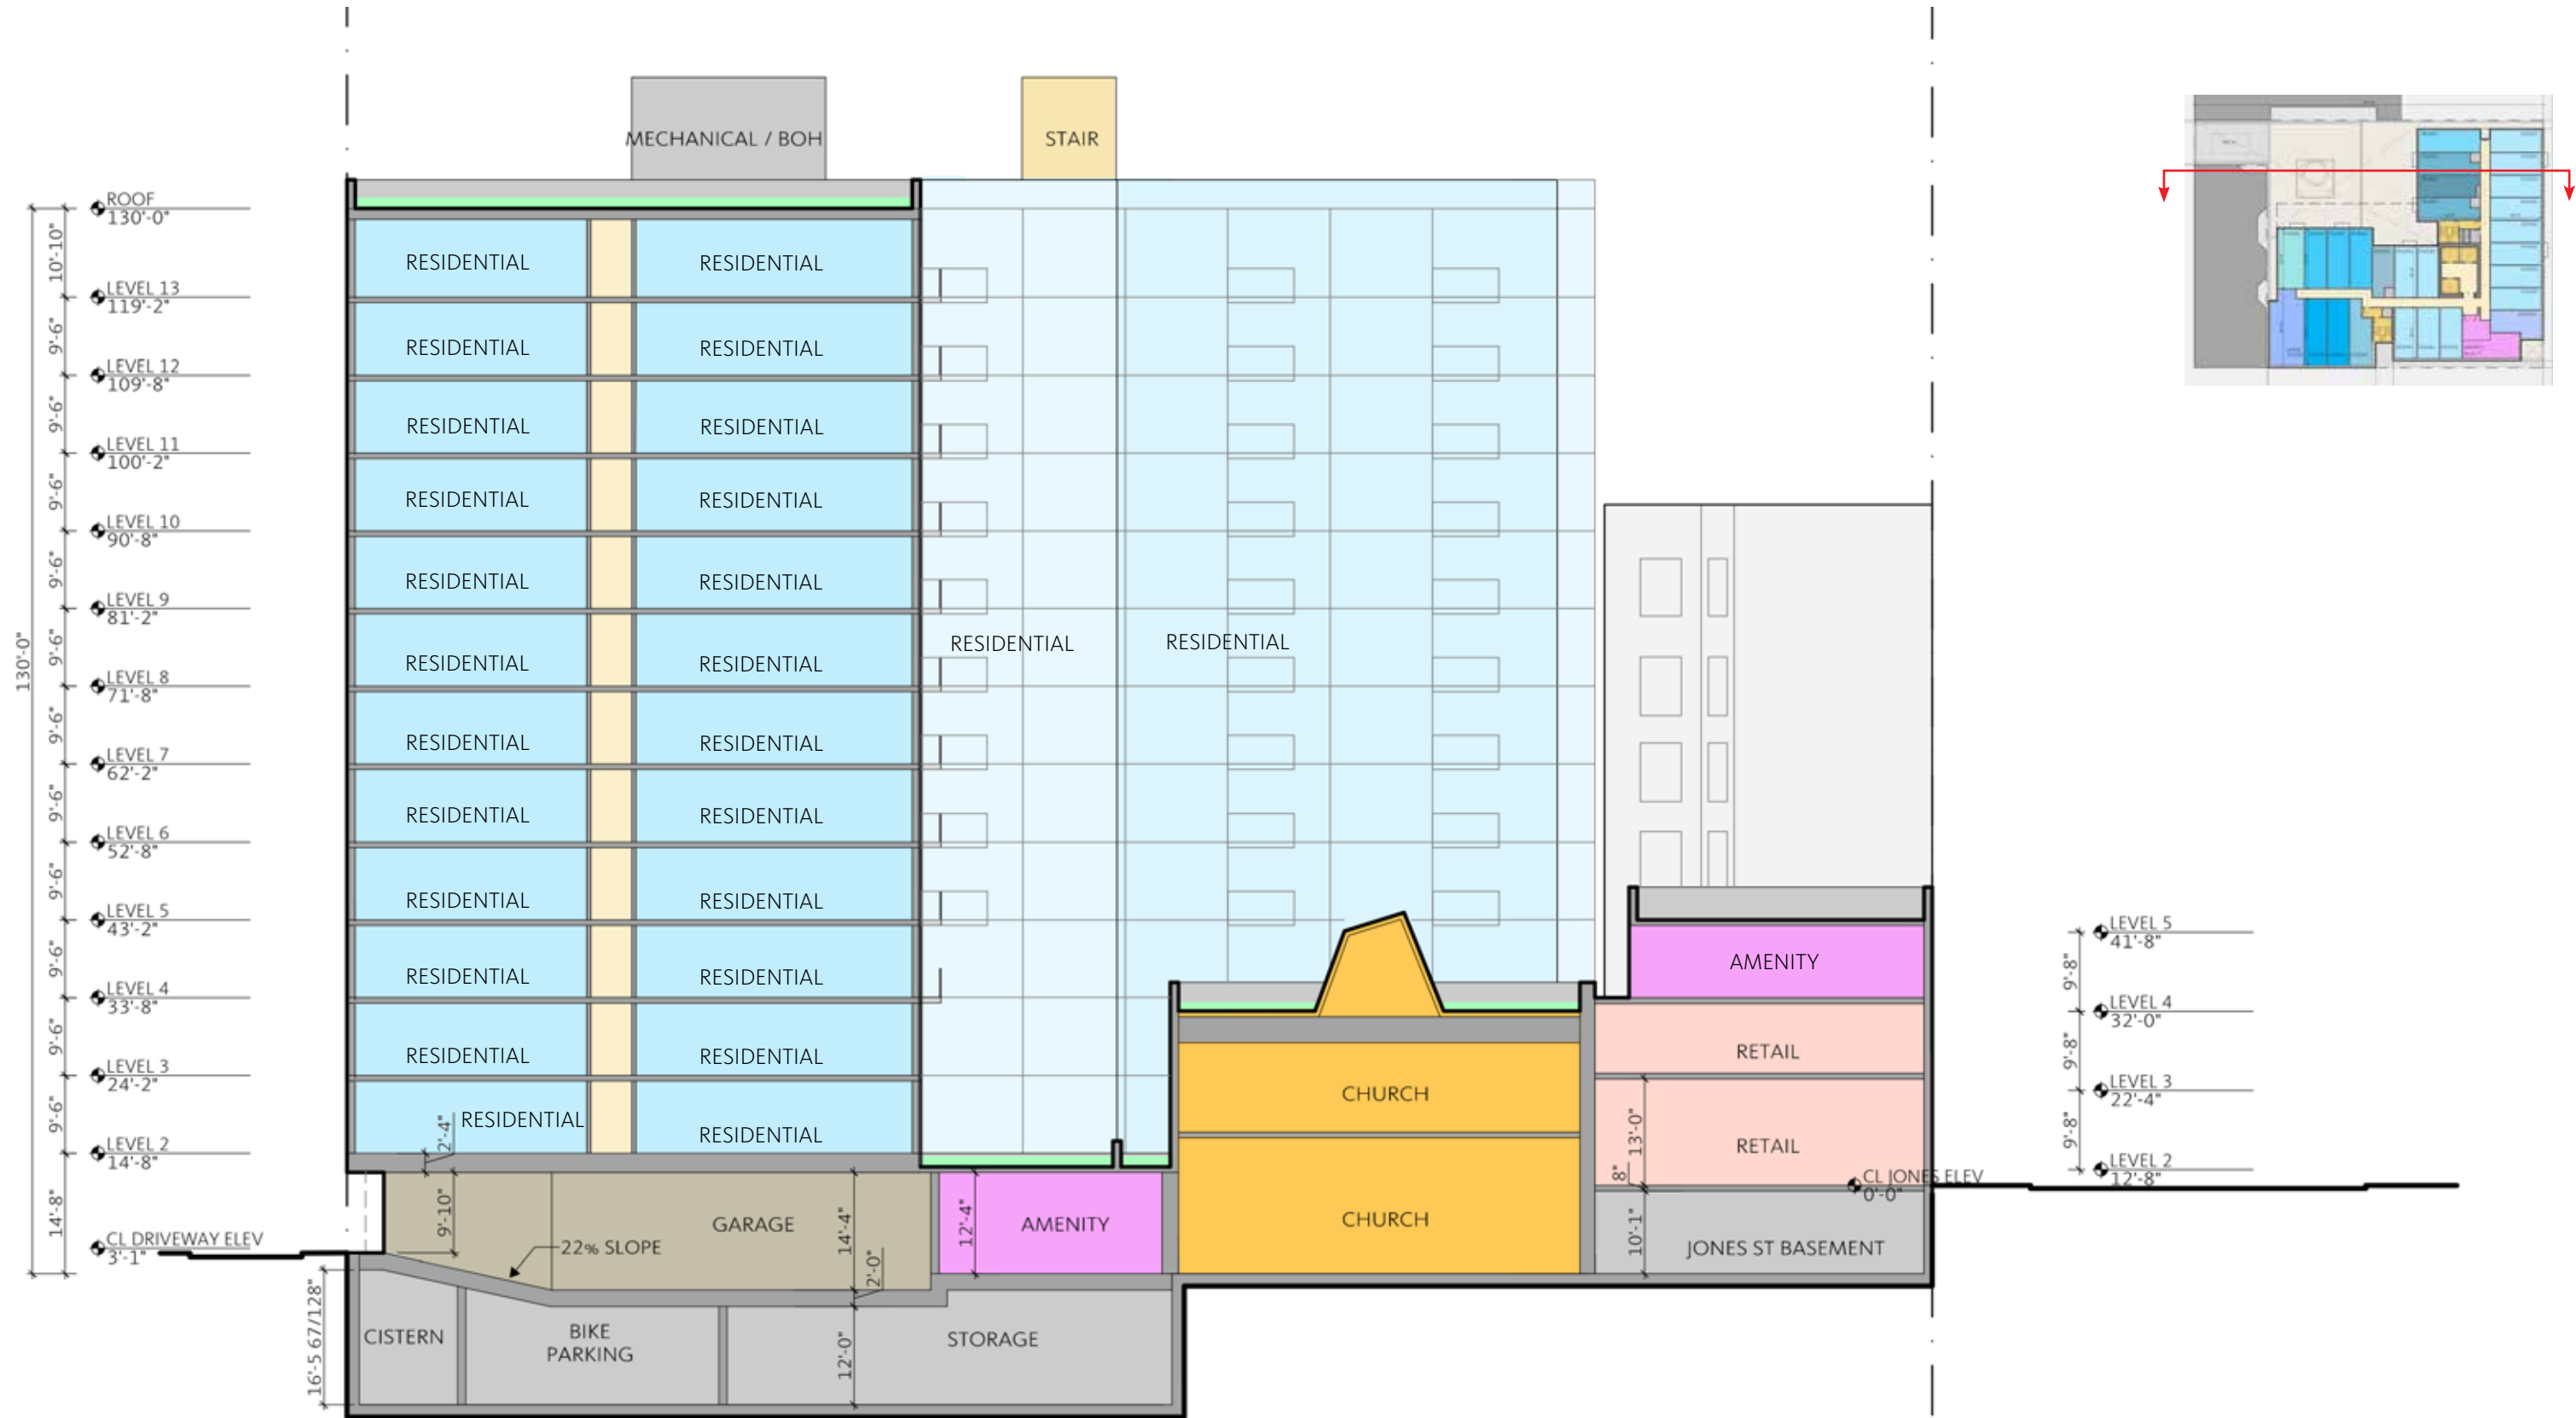 MECHANICAL / BOH
STAIR
ROOF
130'-0"
10'-10"
RESIDENTIAL
RESIDENTIAL
LEVEL 13
119'-2"
9'-6"
RESIDENTIAL
RESIDENTIAL
LEVEL 12
109'-8"
9'-6"
RESIDENTIAL
RESIDENTIAL
LEVEL 11
100'-2"
9'-6"
RESIDENTIAL
RESIDENTIAL
LEVEL 10
90'-8"
9'-6"
RESIDENTIAL
RESIDENTIAL
LEVEL 9
81'-2"
9'-6"
130'-0"
RESIDENTIAL
RESIDENTIAL
RESIDENTIAL
RESIDENTIAL
LEVEL 8
71'-8"
9'-6"
RESIDENTIAL
RESIDENTIAL
LEVEL 7
62'-2"
9'-6"
RESIDENTIAL
RESIDENTIAL
LEVEL 6
52'-8"
9'-6"
RESIDENTIAL
RESIDENTIAL
LEVEL 5
43'-2"
9'-6"
RESIDENTIAL
RESIDENTIAL
LEVEL 4
33'-8"
9'-6"
RESIDENTIAL
RESIDENTIAL
LEVEL 3
24'-2"
9'-6"
2'-4"
RESIDENTIAL
RESIDENTIAL
LEVEL 2
14'-8"
14'-8"
CL DRIVEWAY ELEV
3'-1"
9'-10"
22% SLOPE
GARAGE
14'-4"
2'-0"
12'-4"
AMENITY
CHURCH
CHURCH
AMENITY
RETAIL
RETAIL
13'-0"
8"
10'-1"
JONES ST BASEMENT
CL JONES ELEV
0'-0"
LEVEL 5
41'-8"
9'-8"
LEVEL 4
32'-0"
9'-8"
LEVEL 3
22'-4"
9'-8"
LEVEL 2
12'-8"
16'-5 67/128"
CISTERN
BIKE
PARKING
12'-0"
STORAGE